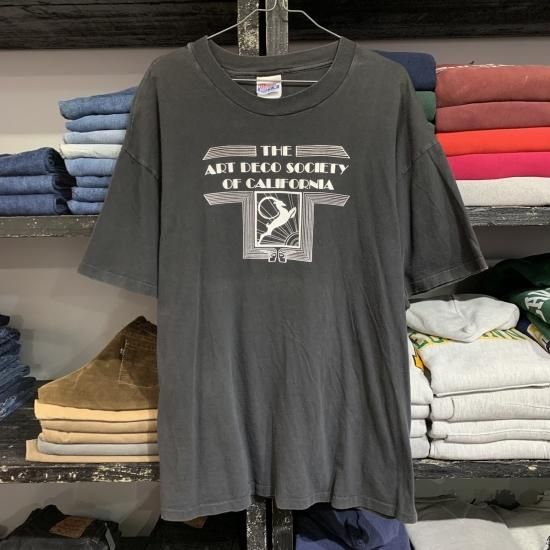 THE
ART DECO SOCIETY
OF CALIFORNIA